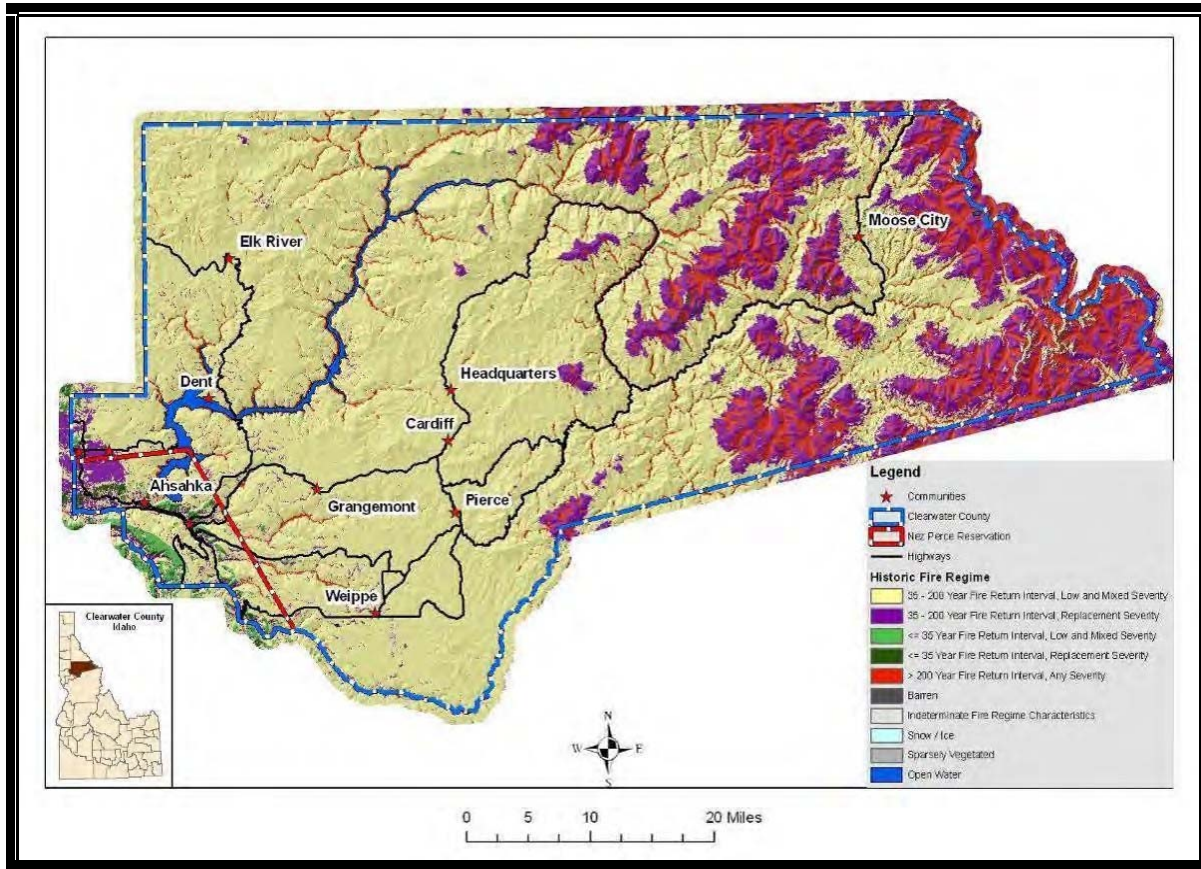 Elk River
Moose City
Dent
Headquarters
Cardiff
Ahsahka
Grangemont
Pierce
Weippe
Legend
Communities
Clearwater County
Nez Perce Reservation
Highways
Historic Fire Regime
35 - 200 Year Fire Return Interval, Low and Mixed Severity
35 - 200 Year Fire Return Interval, Replacement Severity
<= 35 Year Fire Return Interval, Low and Mixed Severity
<= 35 Year Fire Return Interval, Replacement Severity
> 200 Year Fire Return Interval, Any Severity
Barren
Indeterminate Fire Regime Characteristics
Snow / Ice
Sparsely Vegetated
Open Water
Clearwater County
Idaho
N
W E
S
0 5 10 20 Miles